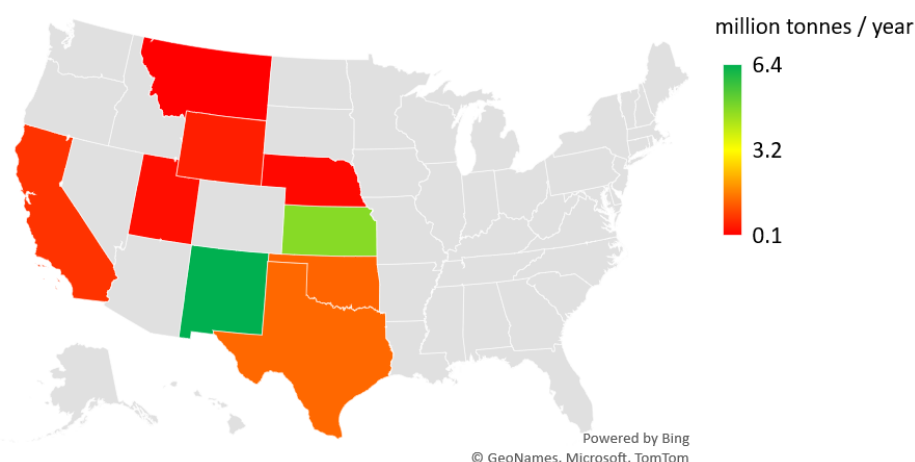 million tonnes / year
6.4
3.2
0.1
Powered by Bing
© GeoNames, Microsoft, TomTom